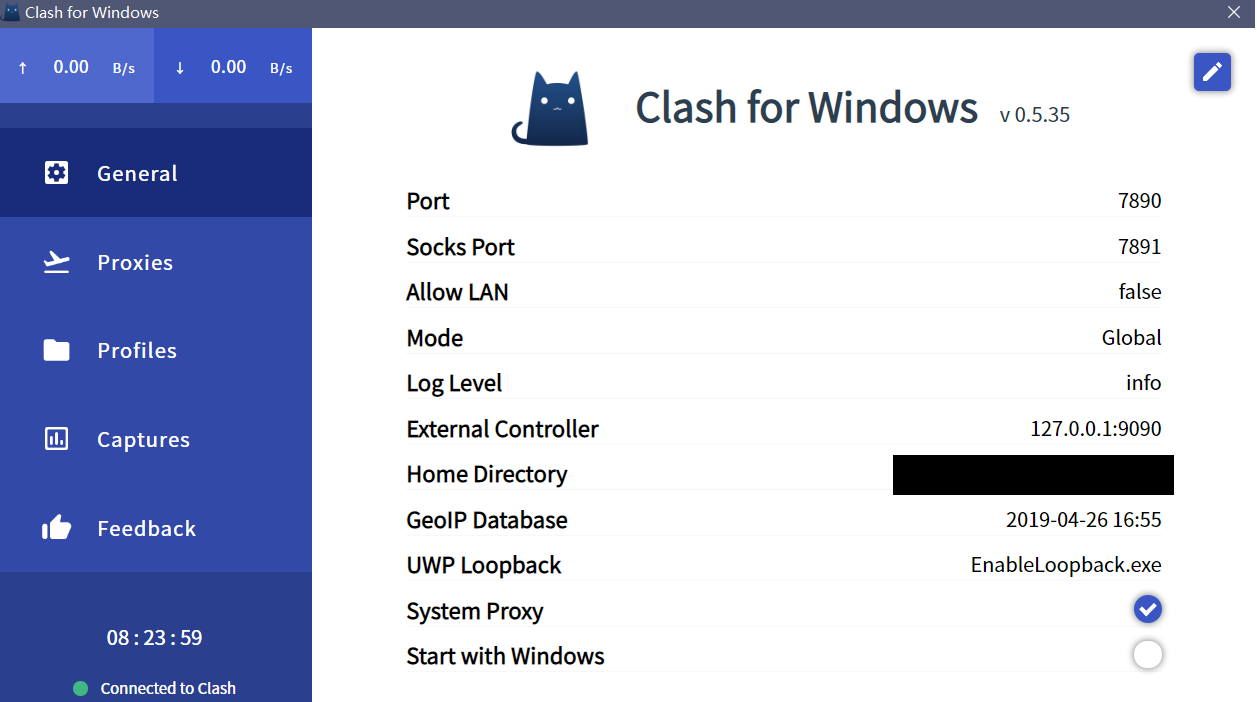 Clash for Windows
↑ 0.00 B/s ↓ 0.00 B/s
General
Proxies
Profiles
Captures
Feedback
08 : 23 : 59
Connected to Clash
Clash for Windows v 0.5.35
Port 7890
Socks Port 7891
Allow LAN false
Mode Global
Log Level info
External Controller 127.0.0.1:9090
Home Directory
GeoIP Database 2019-04-26 16:55
UWP Loopback EnableLoopback.exe
System Proxy
Start with Windows